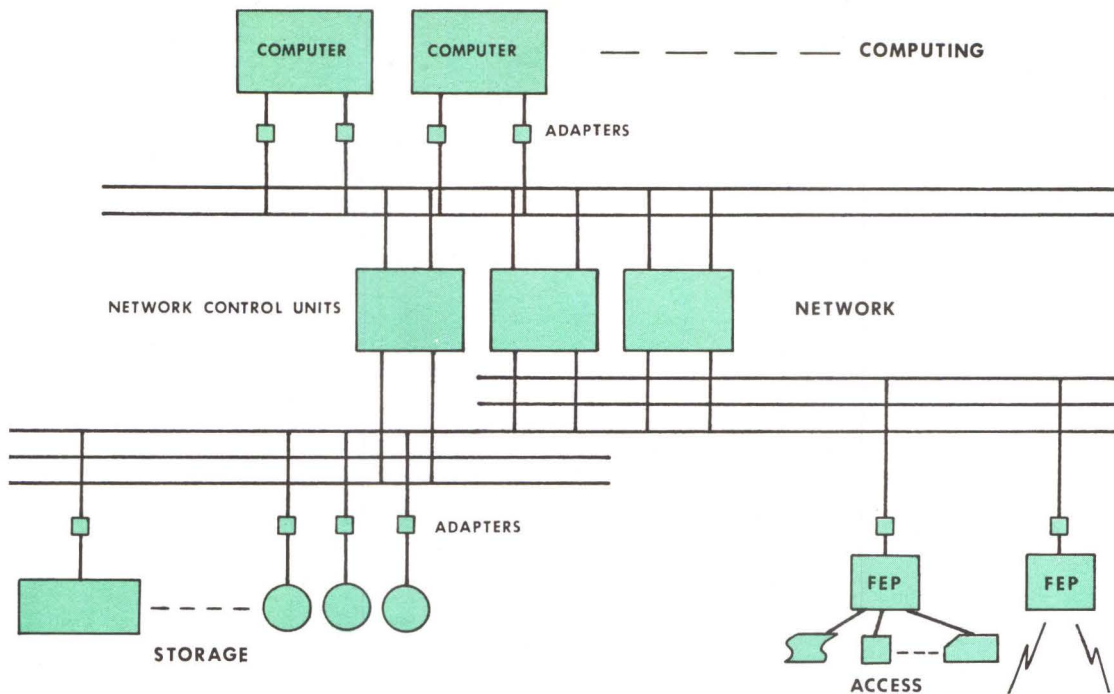 COMPUTER
COMPUTER
COMPUTING
ADAPTERS
NETWORK CONTROL UNITS
NETWORK
ADAPTERS
FEP
FEP
STORAGE
ACCESS